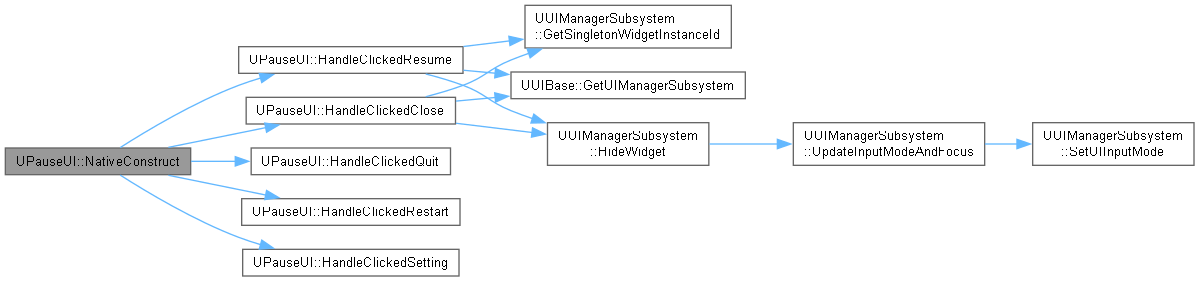 UPauseUI::NativeConstruct
UPauseUI::HandleClickedResume
UPauseUI::HandleClickedClose
UPauseUI::HandleClickedQuit
UPauseUI::HandleClickedRestart
UPauseUI::HandleClickedSetting
UUIManagerSubsystem
::GetSingletonWidgetInstanceId
UUIBase::GetUIManagerSubsystem
UUIManagerSubsystem
::HideWidget
UUIManagerSubsystem
::UpdateInputModeAndFocus
UUIManagerSubsystem
::SetUIInputMode